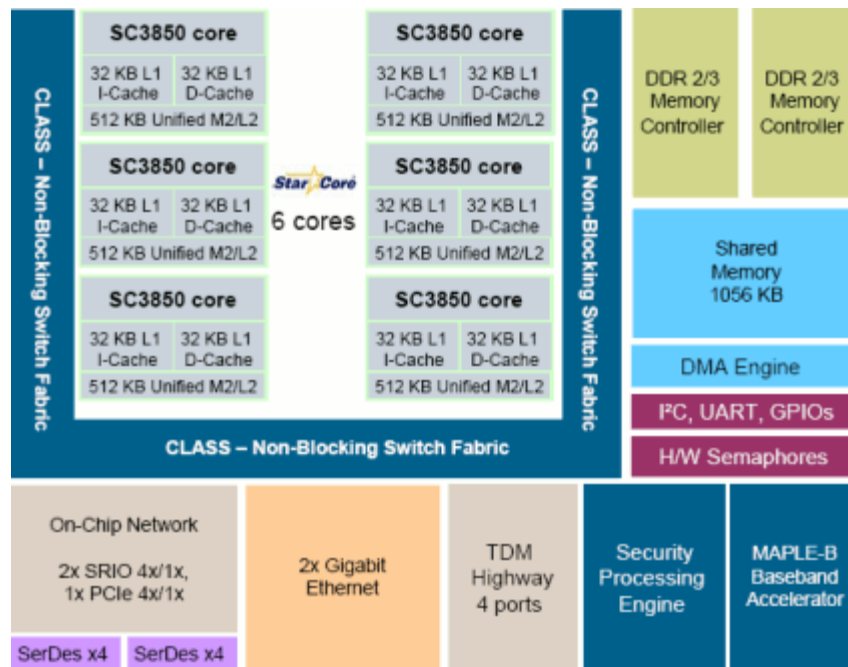 CLASS – Non-Blocking Switch Fabric
SC3850 core
32 KB L1
I-Cache
32 KB L1
D-Cache
512 KB Unified M2/L2
SC3850 core
32 KB L1
I-Cache
32 KB L1
D-Cache
512 KB Unified M2/L2
SC3850 core
32 KB L1
I-Cache
32 KB L1
D-Cache
512 KB Unified M2/L2
StarCore
6 cores
SC3850 core
32 KB L1
I-Cache
32 KB L1
D-Cache
512 KB Unified M2/L2
SC3850 core
32 KB L1
I-Cache
32 KB L1
D-Cache
512 KB Unified M2/L2
SC3850 core
32 KB L1
I-Cache
32 KB L1
D-Cache
512 KB Unified M2/L2
CLASS – Non-Blocking Switch Fabric
CLASS – Non-Blocking Switch Fabric
DDR 2/3
Memory
Controller
DDR 2/3
Memory
Controller
Shared
Memory
1056 KB
DMA Engine
I²C, UART, GPIOs
H/W Semaphores
On-Chip Network
2x SRIO 4x/1x,
1x PCIe 4x/1x
SerDes x4
SerDes x4
2x Gigabit
Ethernet
TDM
Highway
4 ports
Security
Processing
Engine
MAPLE-B
Baseband
Accelerator